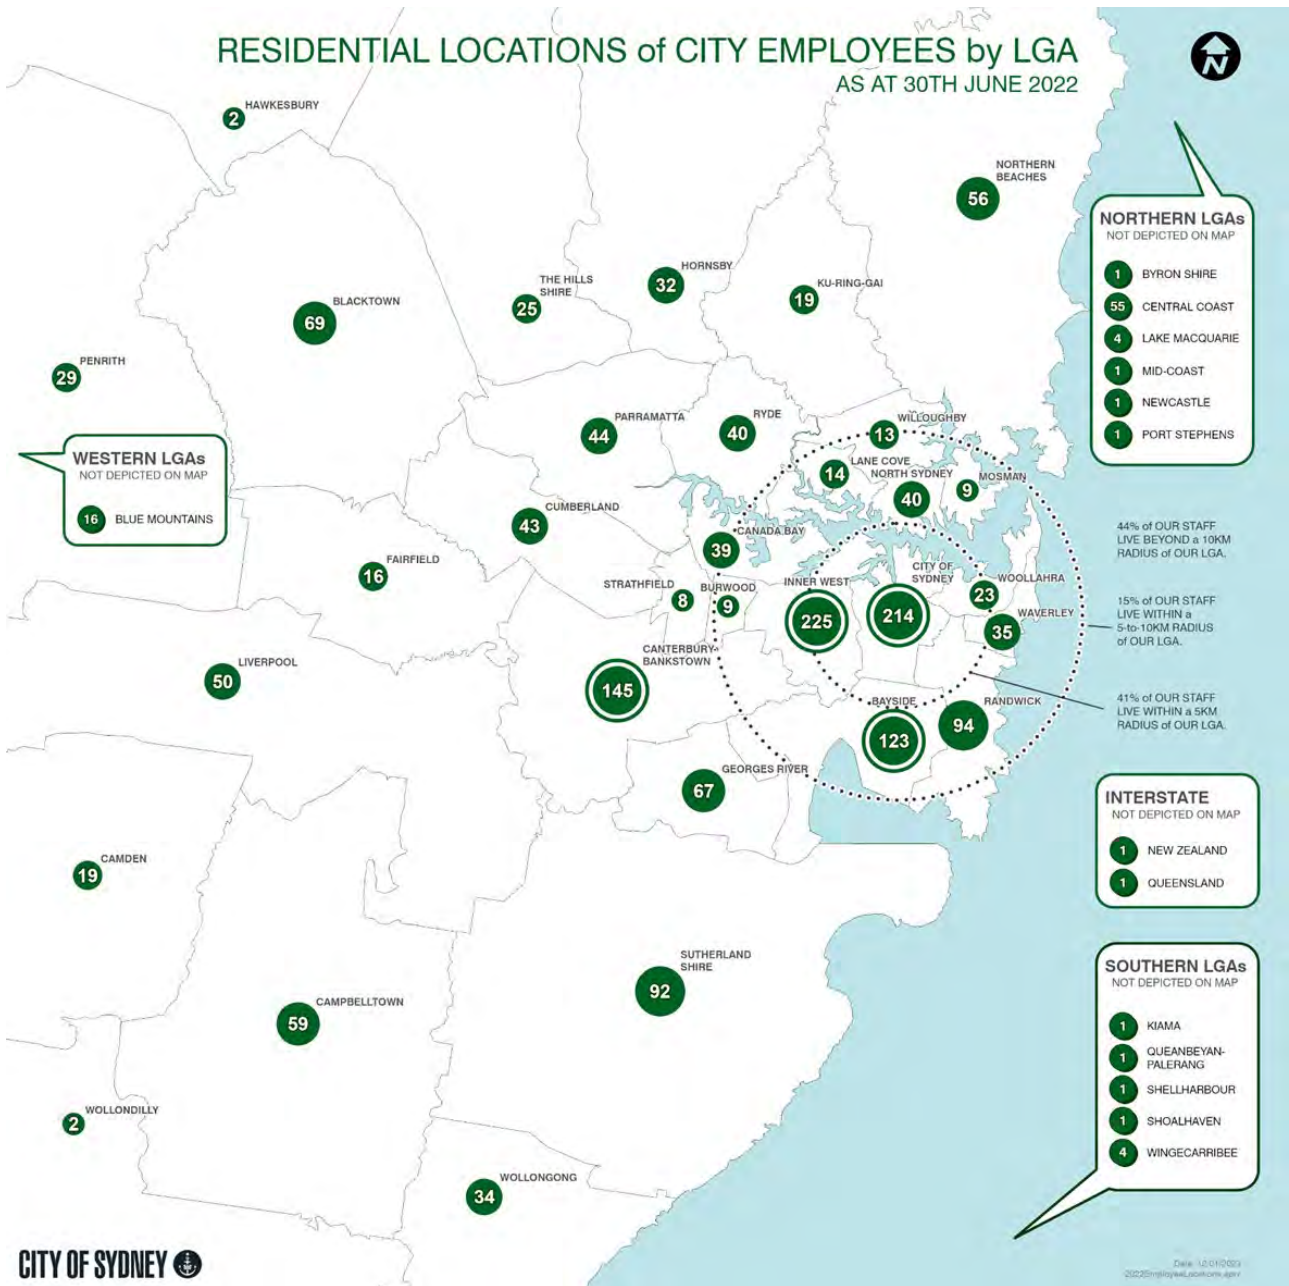 RESIDENTIAL LOCATIONS of CITY EMPLOYEES by LGA
AS AT 30TH JUNE 2022
N
HAWKESBURY
2
NORTHERN
BEACHES
56
NORTHERN LGAs
NOT DEPICTED ON MAP
1 BYRON SHIRE
55 CENTRAL COAST
4 LAKE MACQUARIE
1 MID-COAST
1 NEWCASTLE
1 PORT STEPHENS
HORNSBY
32
THE HILLS
SHIRE
25
KU-RING-GAI
19
BLACKTOWN
69
PENRITH
29
PARRAMATTA
44
RYDE
40
WILLOUGHBY
13
WESTERN LGAs
NOT DEPICTED ON MAP
16 BLUE MOUNTAINS
LANE COVE
14
NORTH SYDNEY
40
MOSMAN
9
CUMBERLAND
43
CANADA BAY
39
44% of OUR STAFF
LIVE BEYOND a 10KM
RADIUS of OUR LGA.
FAIRFIELD
16
STRATHFIELD
8
BURWOOD
9
INNER WEST
225
CITY OF
SYDNEY
214
WOOLLAHRA
23
WAVERLEY
35
15% of OUR STAFF
LIVE WITHIN a
5-to-10KM RADIUS
of OUR LGA.
LIVERPOOL
50
CANTERBURY-
BANKSTOWN
145
BAYSIDE
123
RANDWICK
94
41% of OUR STAFF
LIVE WITHIN a 5KM
RADIUS of OUR LGA.
GEORGES RIVER
67
INTERSTATE
NOT DEPICTED ON MAP
1 NEW ZEALAND
1 QUEENSLAND
CAMDEN
19
SUTHERLAND
SHIRE
92
CAMPBELLTOWN
59
SOUTHERN LGAs
NOT DEPICTED ON MAP
1 KIAMA
1 QUEANBEYAN-
PALERANG
1 SHELLHARBOUR
1 SHOALHAVEN
4 WINGECARRIBEE
WOLLONDILLY
2
WOLLONGONG
34
CITY OF SYDNEY